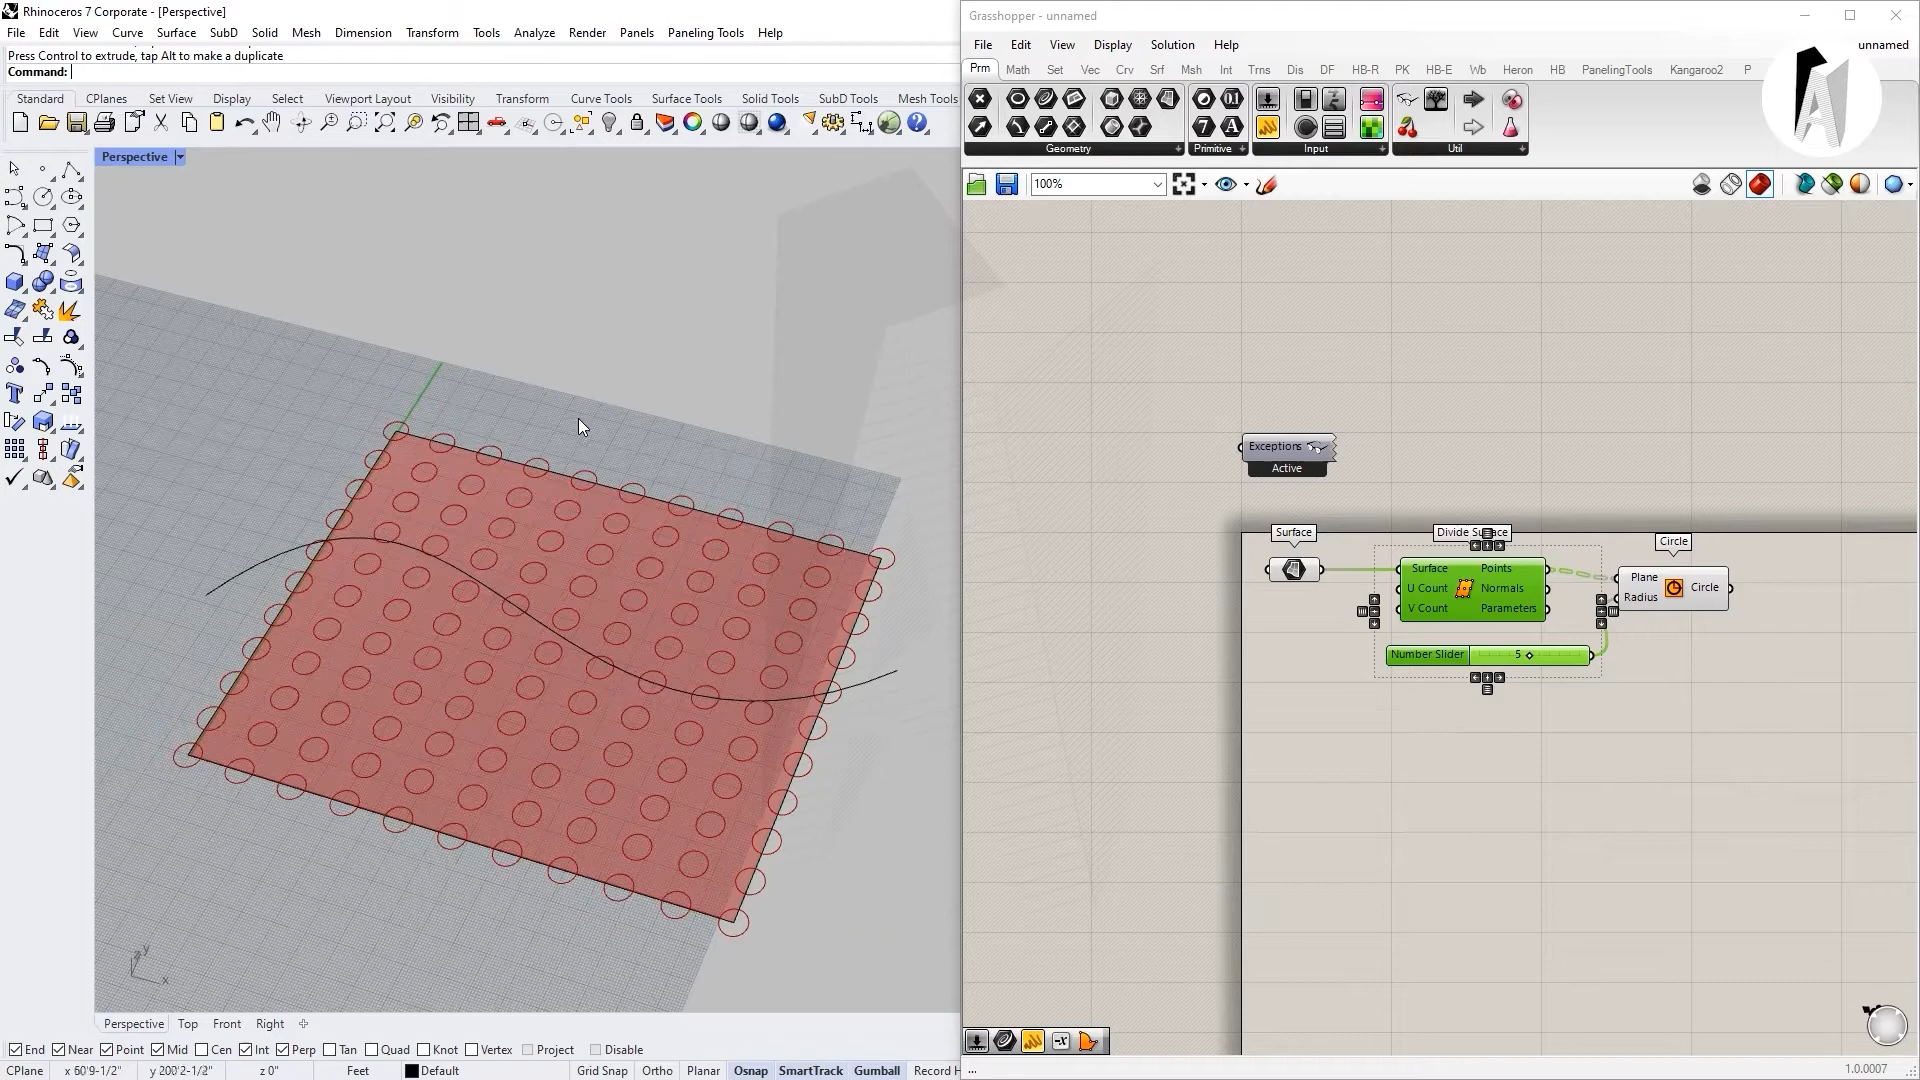 Rhinoceros 7 Corporate - [Perspective]
File Edit View Curve Surface SubD Solid Mesh Dimension Transform Tools Analyze Render Panels Paneling Tools Help
Press Control to extrude, tap Alt to make a duplicate
Command:
Standard CPlanes Set View Display Select Viewport Layout Visibility Transform Curve Tools Surface Tools Solid Tools SubD Tools Mesh Tools
Perspective
y
x
Perspective Top Front Right
End Near Point Mid Cen Int Perp Tan Quad Knot Vertex Project Disable
CPlane x 60'9-1/2" y 200'2-1/2" z 0" Feet Default Grid Snap Ortho Planar Osnap SmartTrack Gumball Record H
Grasshopper - unnamed
File Edit View Display Solution Help unnamed
Prm Math Set Vec Crv Srf Msh Int Trns Dis DF HB-R PK HB-E Wb Heron HB PanelingTools Kangaroo2 P
Geometry Primitive Input Util
100%
Exceptions
Active
Surface Circle
Surface Points
U Count Normals
V Count Parameters
Plane
Radius
Circle
Number Slider 5
... 1.0.0007